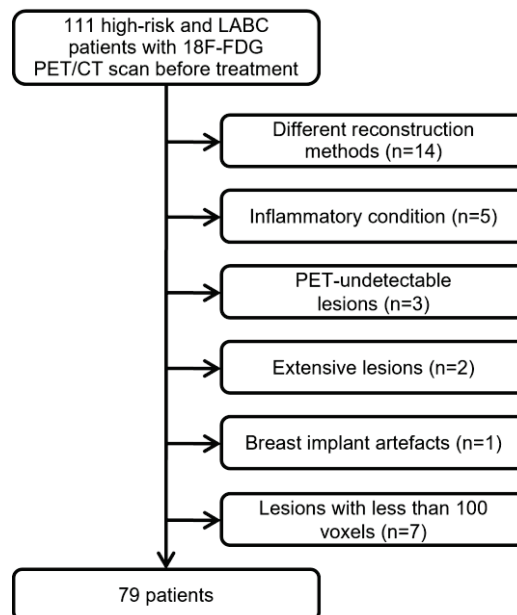 111 high-risk and LABC
patients with 18F-FDG
PET/CT scan before treatment
Different reconstruction
methods (n=14)
Inflammatory condition (n=5)
PET-undetectable
lesions (n=3)
Extensive lesions (n=2)
Breast implant artefacts (n=1)
Lesions with less than 100
voxels (n=7)
79 patients